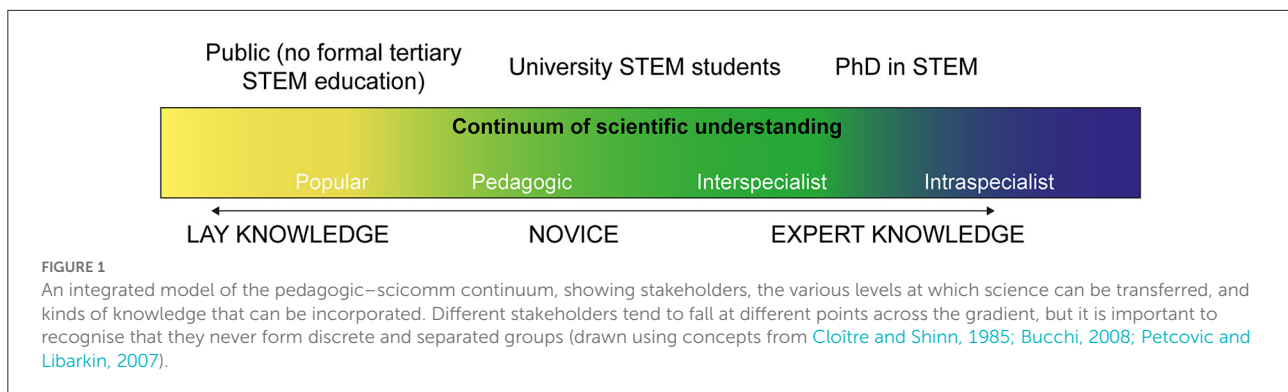 Public (no formal tertiary
STEM education)
University STEM students
PhD in STEM
Continuum of scientific understanding
Popular
Pedagogic
Interspecialist
Intraspecialist
LAY KNOWLEDGE
NOVICE
EXPERT KNOWLEDGE
FIGURE 1
An integrated model of the pedagogic–scicomm continuum, showing stakeholders, the various levels at which science can be transferred, and
kinds of knowledge that can be incorporated. Different stakeholders tend to fall at different points across the gradient, but it is important to
recognise that they never form discrete and separated groups (drawn using concepts from Cloître and Shinn, 1985; Bucchi, 2008; Petcovic and
Libarkin, 2007).